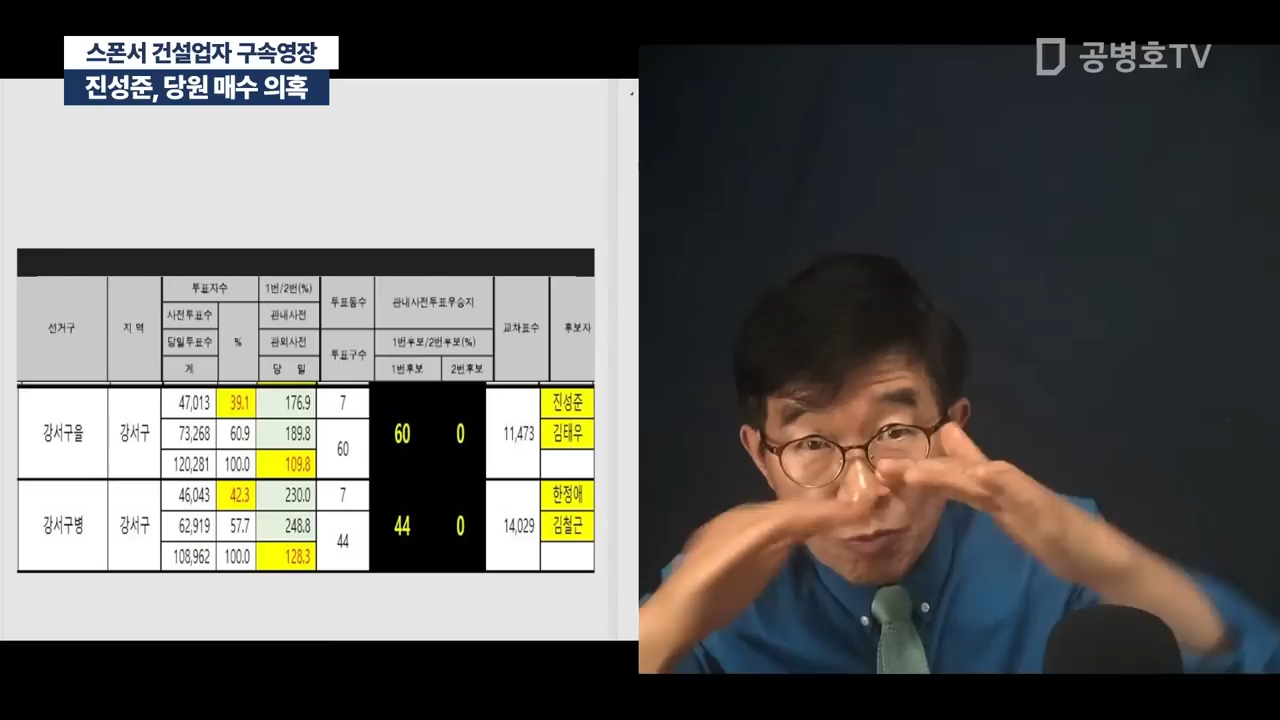 스폰서 건설업자 구속영장
진성준, 당원 매수 의혹
공병호TV
선거구 지 역 투표자수 1번/2번(%) 투표동수 관내사전투표우승지 교차표수 후보자
사전투표수 % 관내사전
당일투표수 관외사전 투표구수 1번후보/2번후보(%)
계 당 일 1번후보 2번후보
47,013 39.1 176.9 7 진성준
강서구을 강서구 73,268 60.9 189.8 60 60 0 11,473 김태우
120,281 100.0 109.8
46,043 42.3 230.0 7 한정애
강서구병 강서구 62,919 57.7 248.8 44 44 0 14,029 김철근
108,962 100.0 128.3